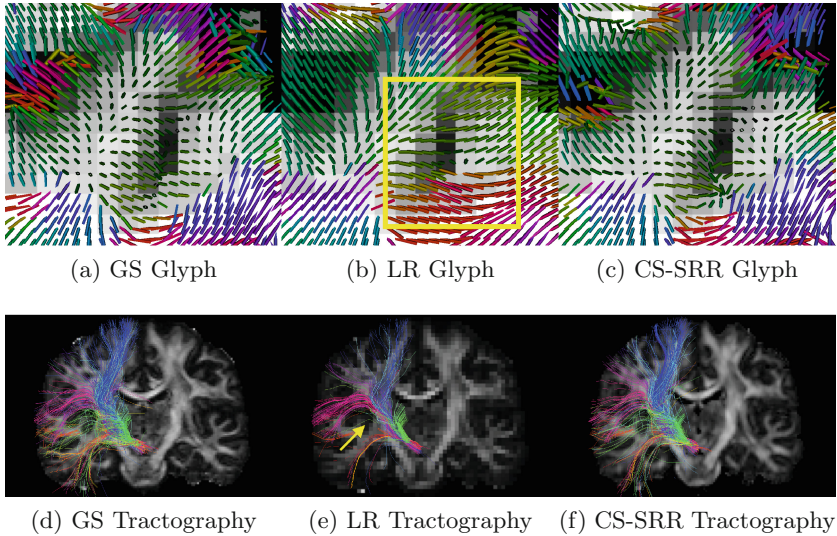 (a) GS Glyph
(b) LR Glyph
(c) CS-SRR Glyph
(d) GS Tractography
(e) LR Tractography
(f) CS-SRR Tractography